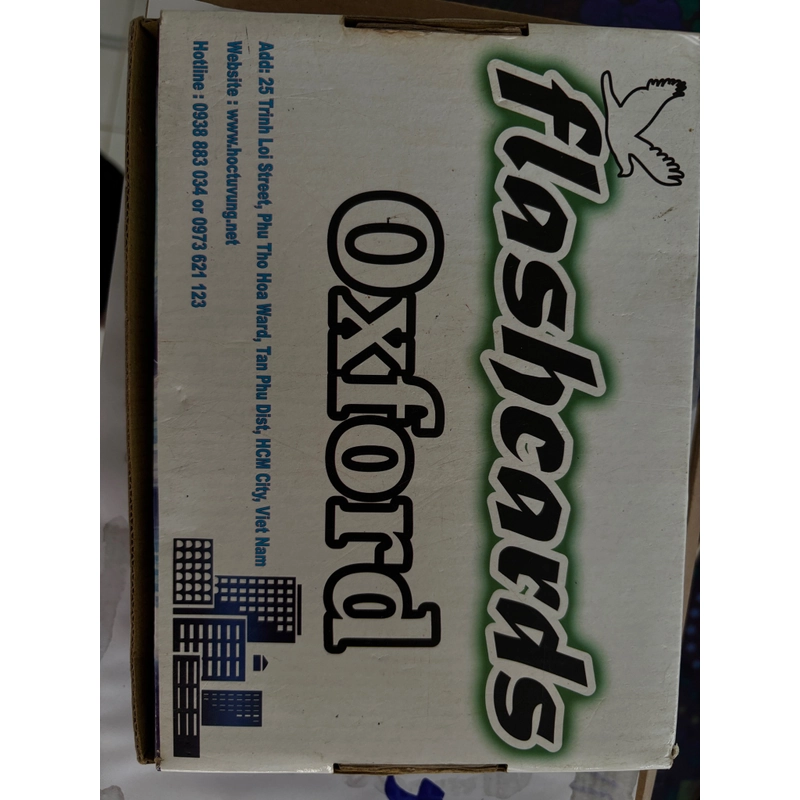 flashcards
Oxford
Add: 25 Trinh Loi Street, Phu Tho Hoa Ward, Tan Phu Dist, HCM City, Viet Nam
Website : www.hoctuvung.net
Hotline : 0938 883 034 or 0973 621 123